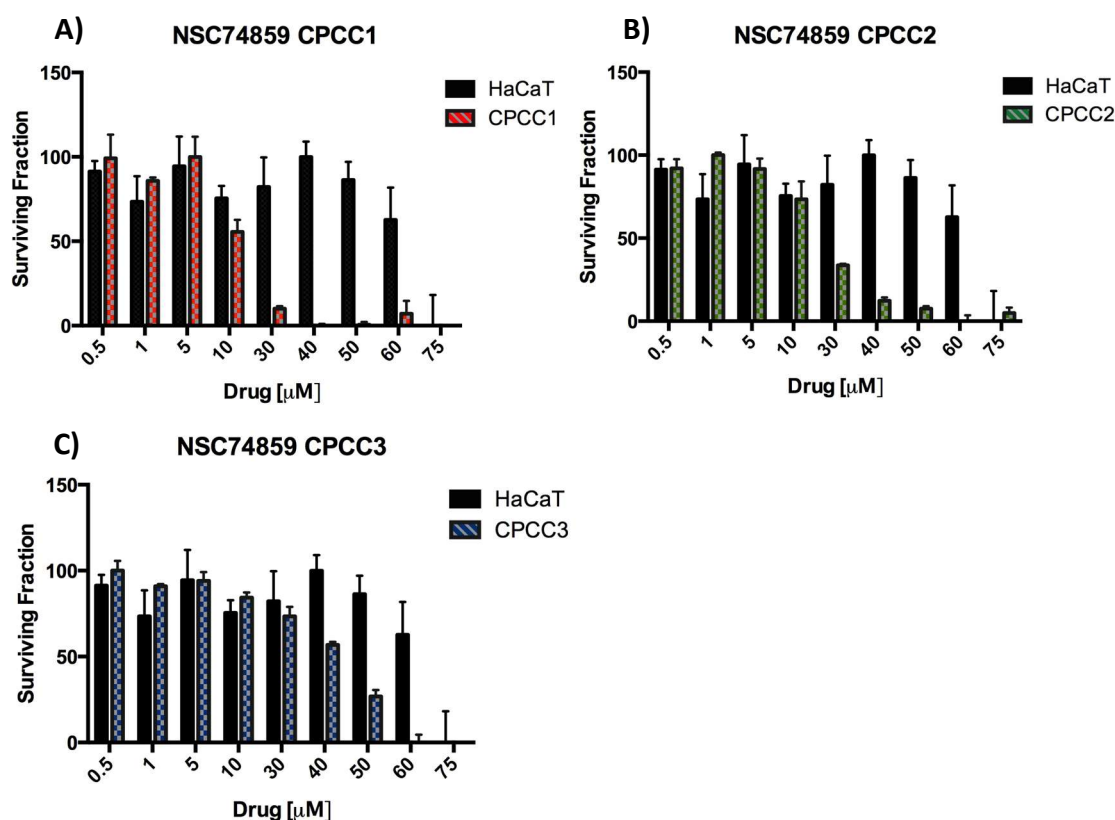 A)
NSC74859 CPCC1
HaCaT
CPCC1
Surviving Fraction
150
100
50
0
0.5 1 5 10 30 40 50 60 75
Drug [μM]
B)
NSC74859 CPCC2
HaCaT
CPCC2
Surviving Fraction
150
100
50
0
0.5 1 5 10 30 40 50 60 75
Drug [μM]
C)
NSC74859 CPCC3
HaCaT
CPCC3
Surviving Fraction
150
100
50
0
0.5 1 5 10 30 40 50 60 75
Drug [μM]